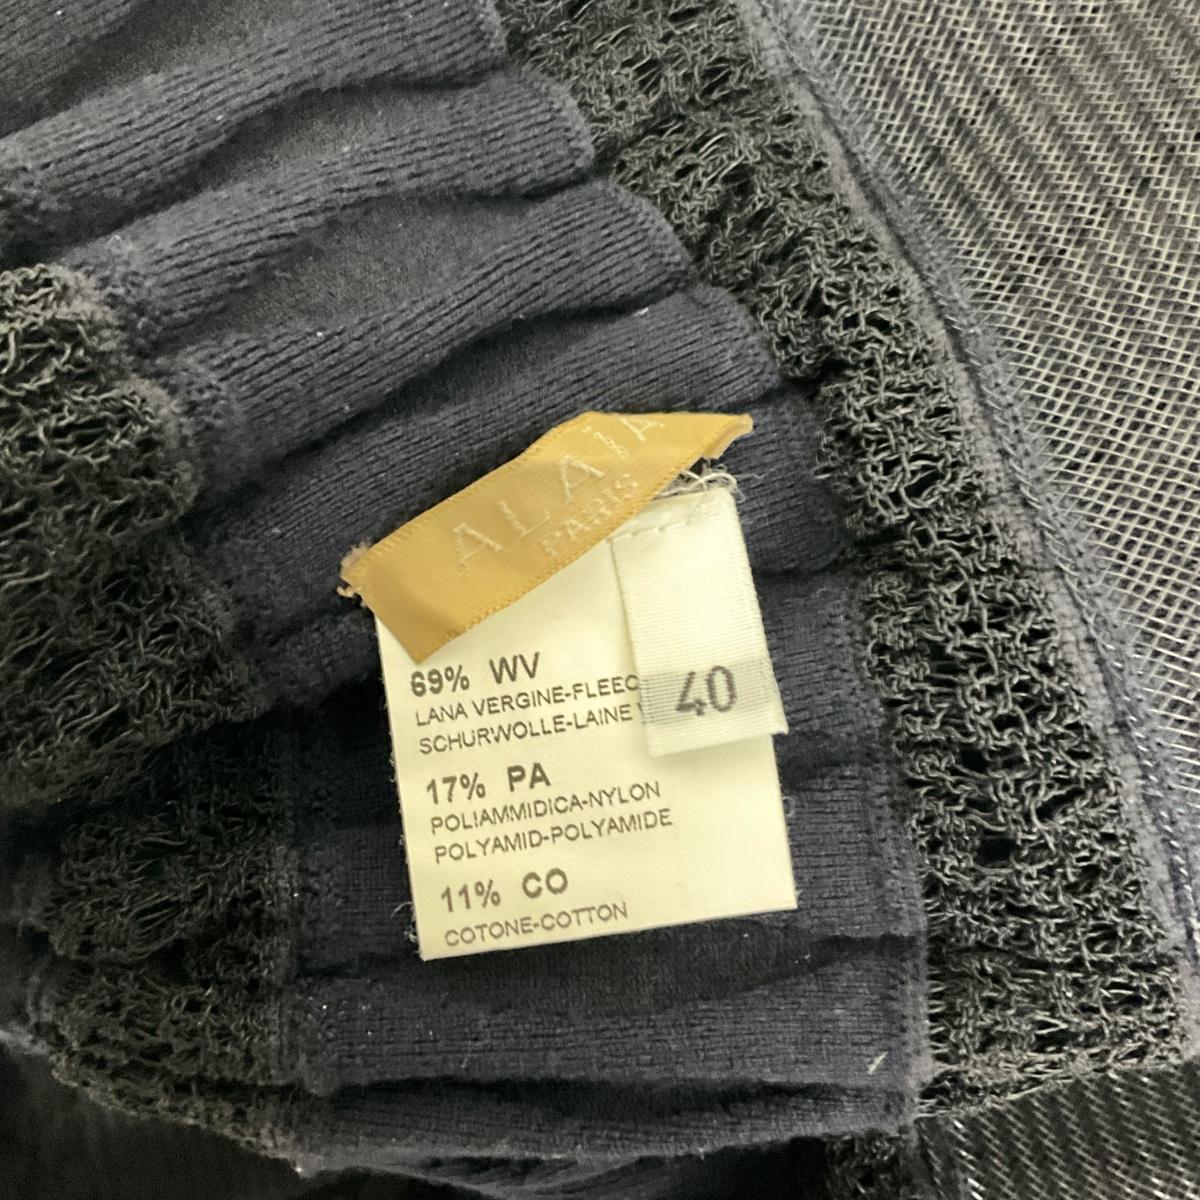 ALAÏA
PARIS
40
69% WV
LANA VERGINE-FLEEC
SCHURWOLLE-LAINE
17% PA
POLIAMMIDICA-NYLON
POLYAMID-POLYAMIDE
11% CO
COTONE-COTTON